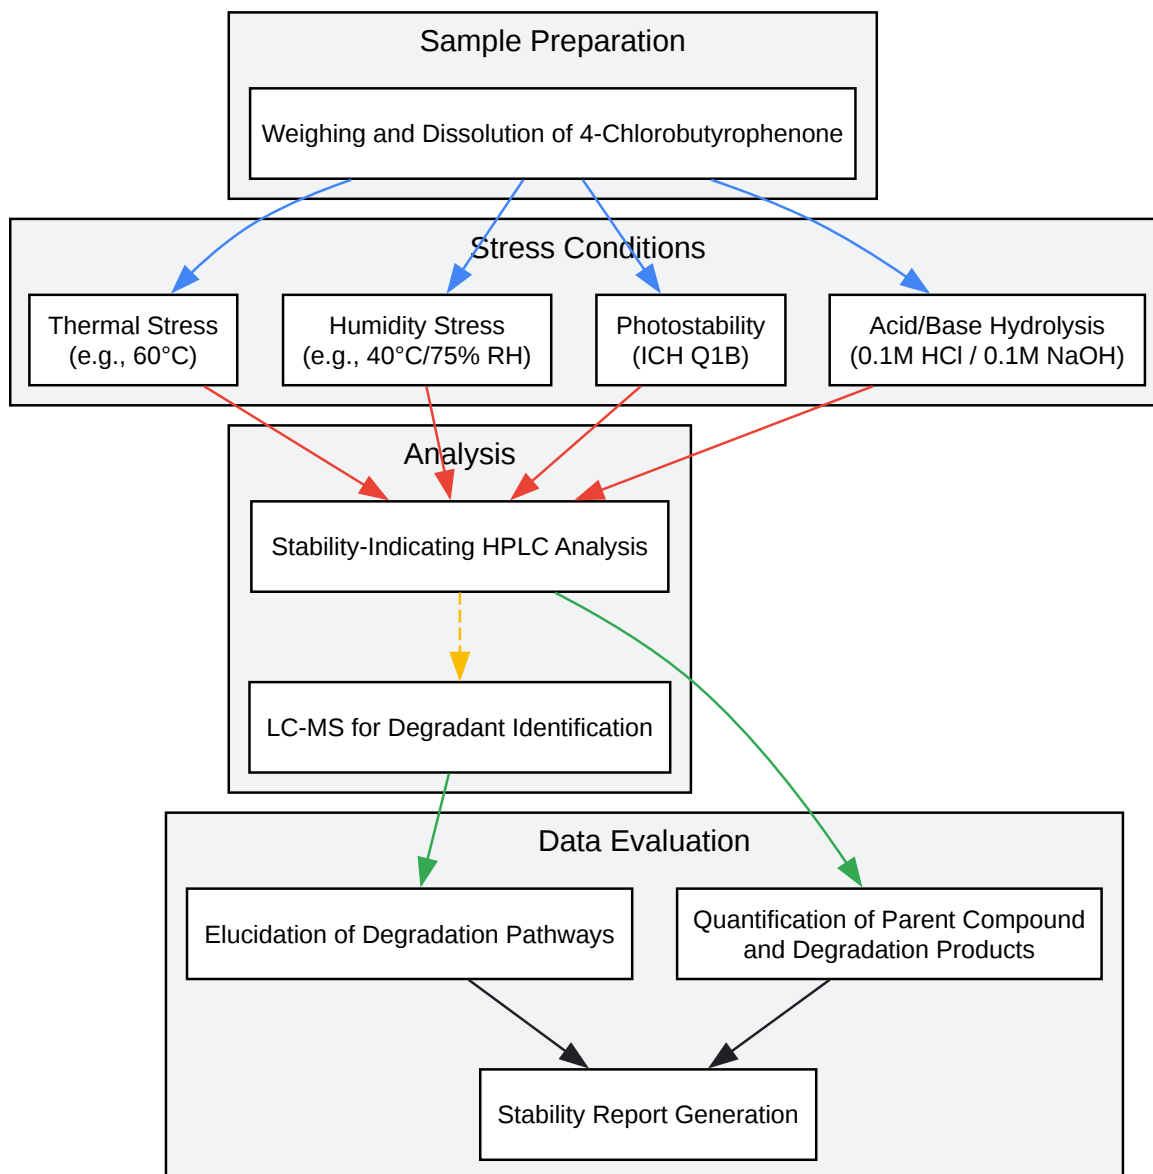 Sample Preparation
Weighing and Dissolution of 4-Chlorobutyrophenone
Stress Conditions
Thermal Stress
(e.g., 60°C)
Humidity Stress
(e.g., 40°C/75% RH)
Photostability
(ICH Q1B)
Acid/Base Hydrolysis
(0.1M HCl / 0.1M NaOH)
Analysis
Stability-Indicating HPLC Analysis
LC-MS for Degradant Identification
Data Evaluation
Elucidation of Degradation Pathways
Quantification of Parent Compound
and Degradation Products
Stability Report Generation